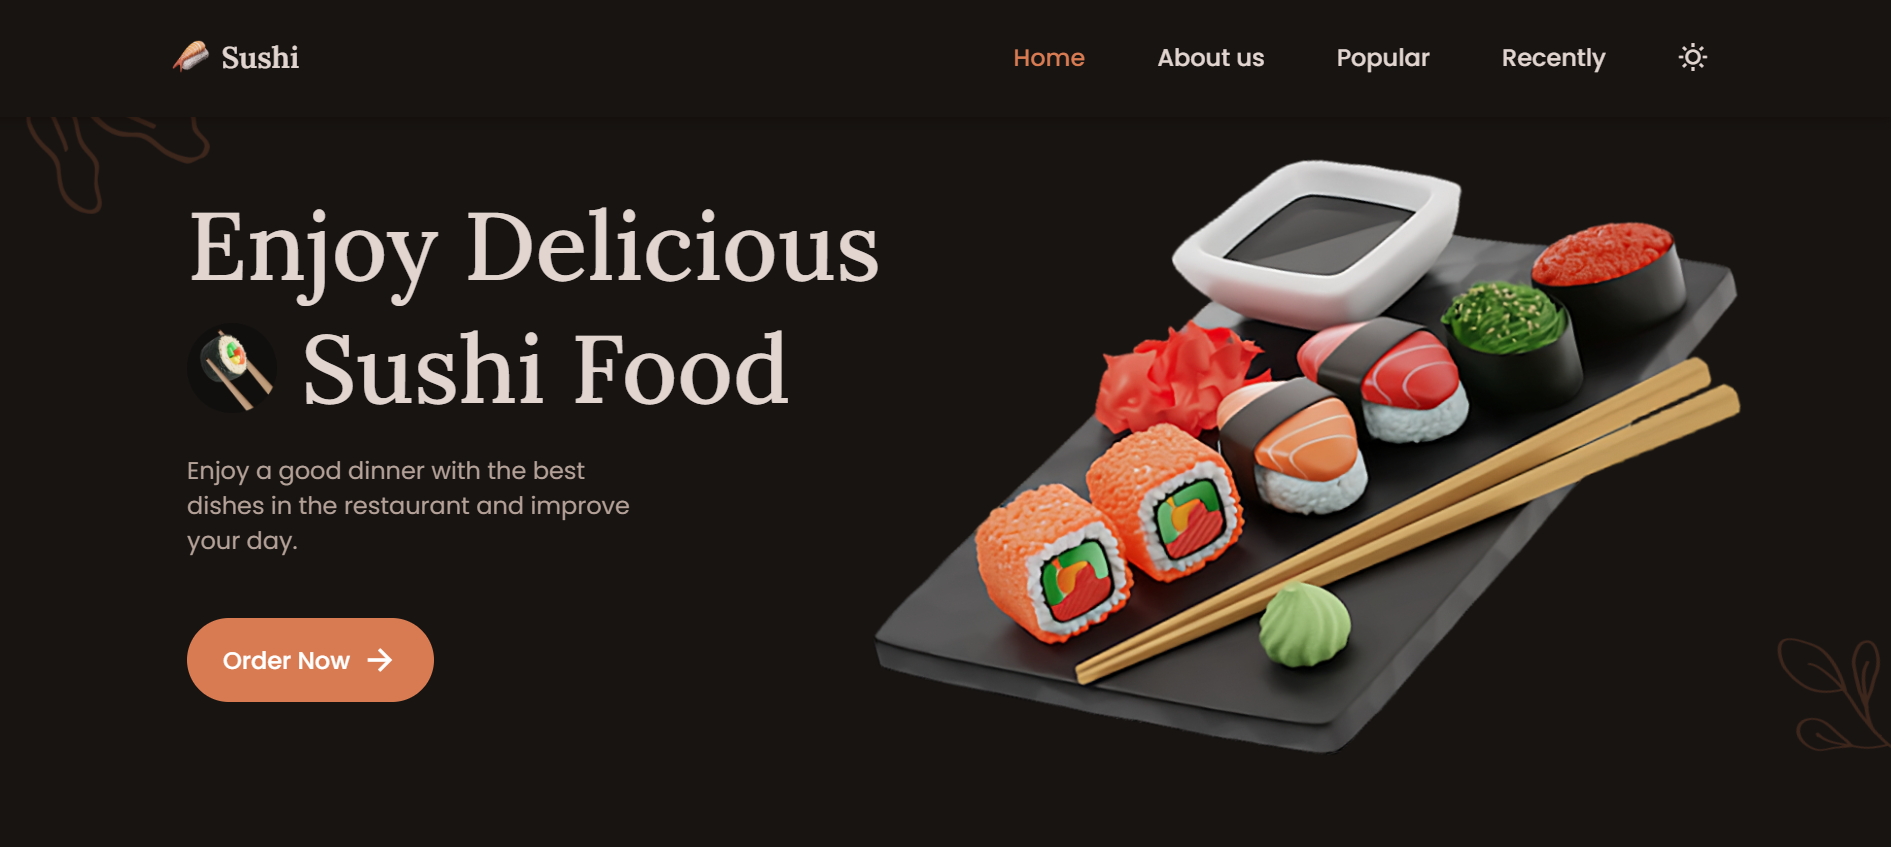 Sushi
Home
About us
Popular
Recently
Enjoy Delicious
Sushi Food
Enjoy a good dinner with the best
dishes in the restaurant and improve
your day.
Order Now